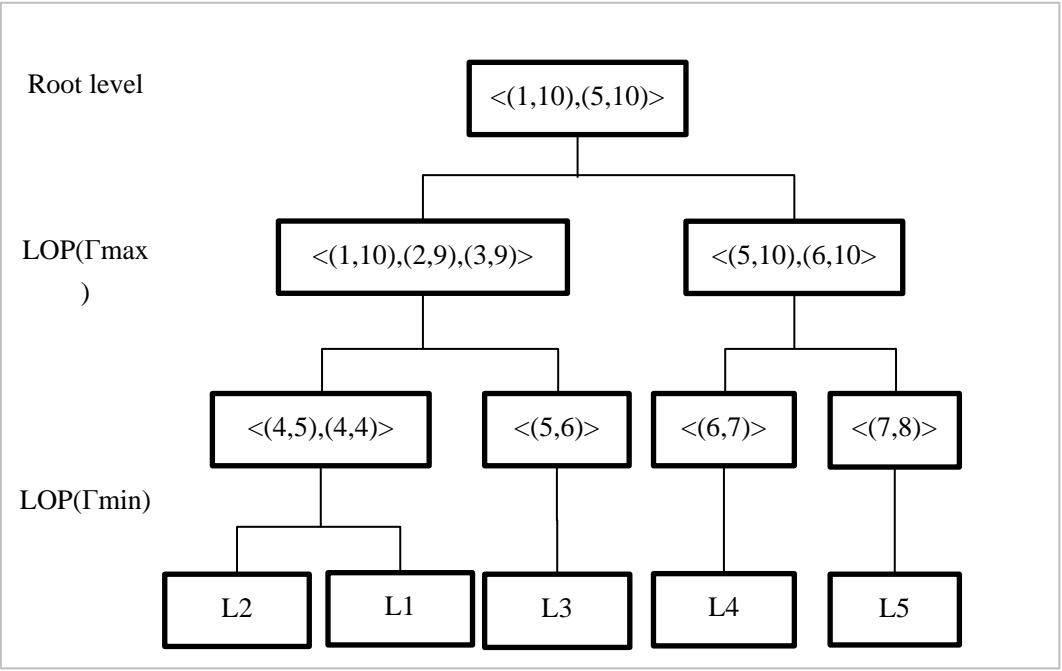 Root level
<(1,10),(5,10)>
LOP(Γmax
)
<(1,10),(2,9),(3,9)>
<(5,10),(6,10>
<(4,5),(4,4)>
<(5,6)>
<(6,7)>
<(7,8)>
LOP(Γmin)
L2
L1
L3
L4
L5